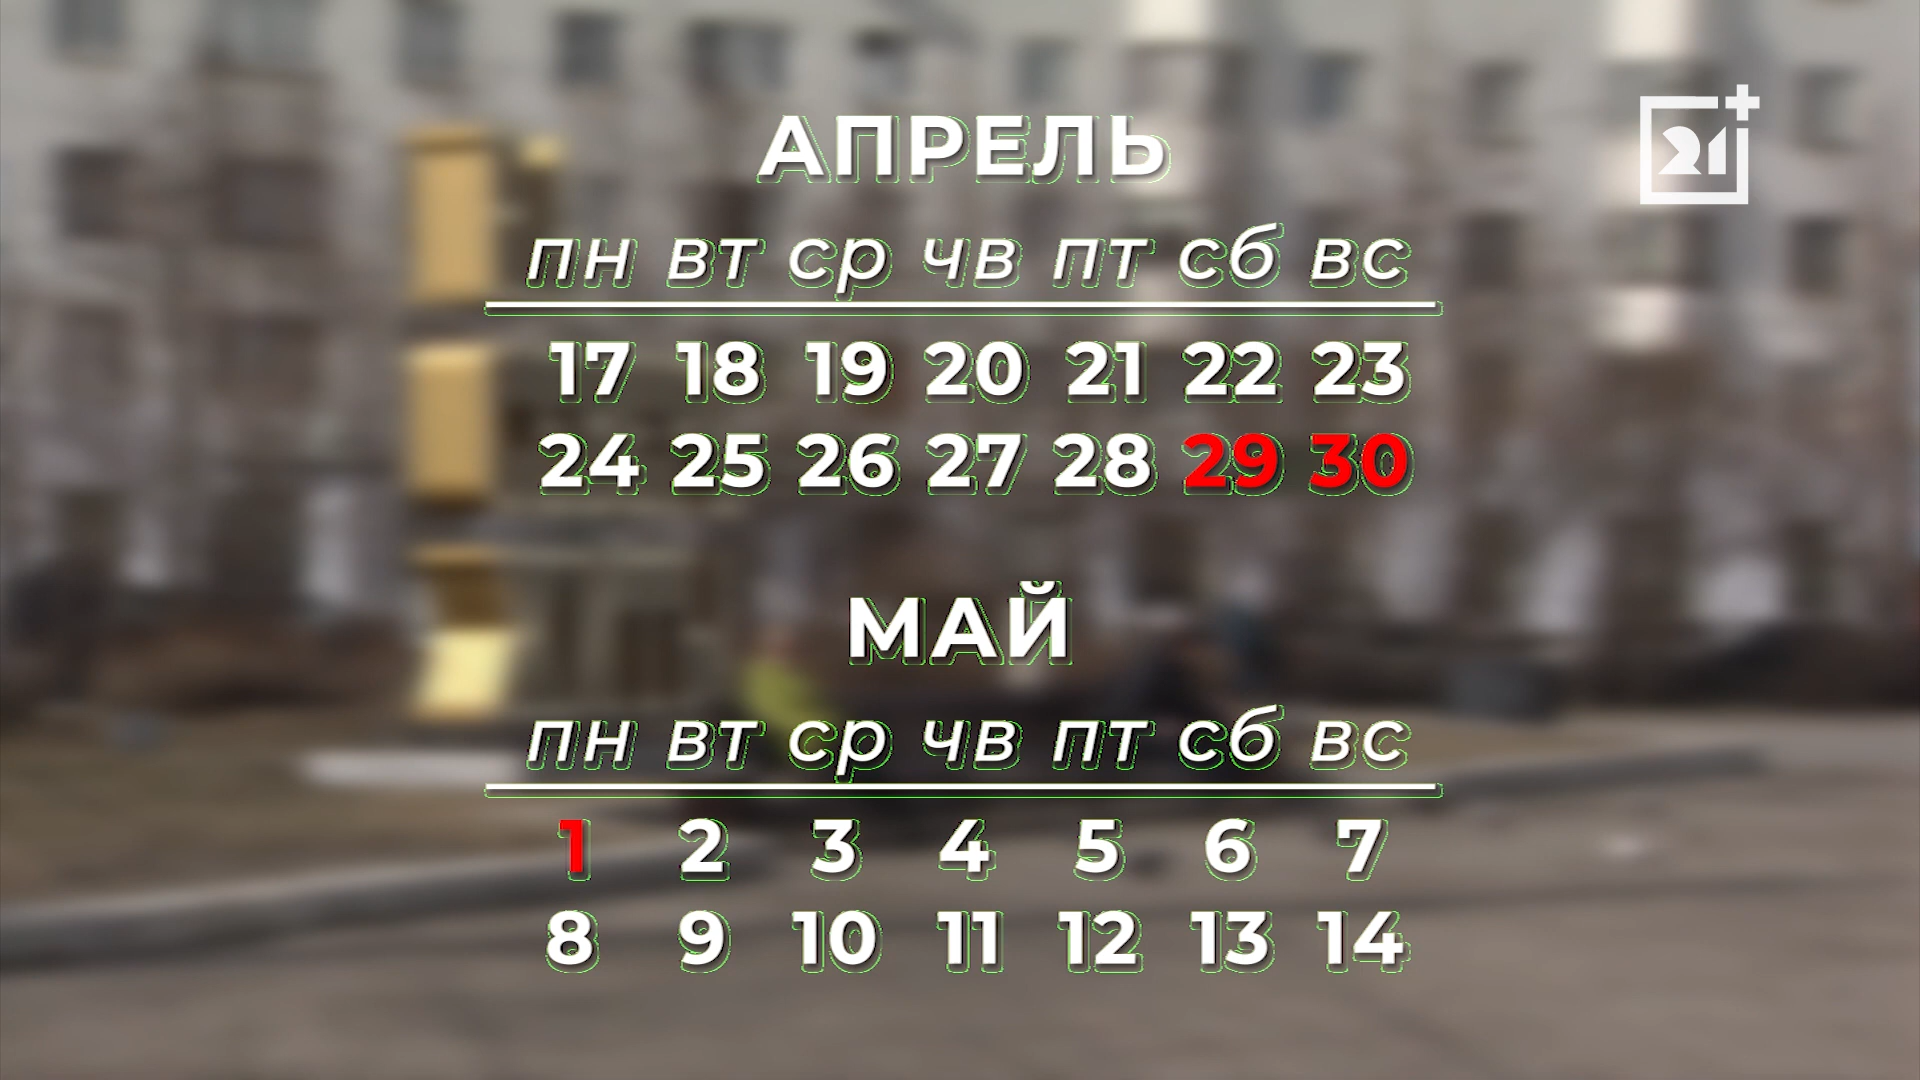 21+
АПРЕЛЬ
пн вт ср чв пт сб вс
17 18 19 20 21 22 23
24 25 26 27 28 29 30
МАЙ
пн вт ср чв пт сб вс
1 2 3 4 5 6 7
8 9 10 11 12 13 14